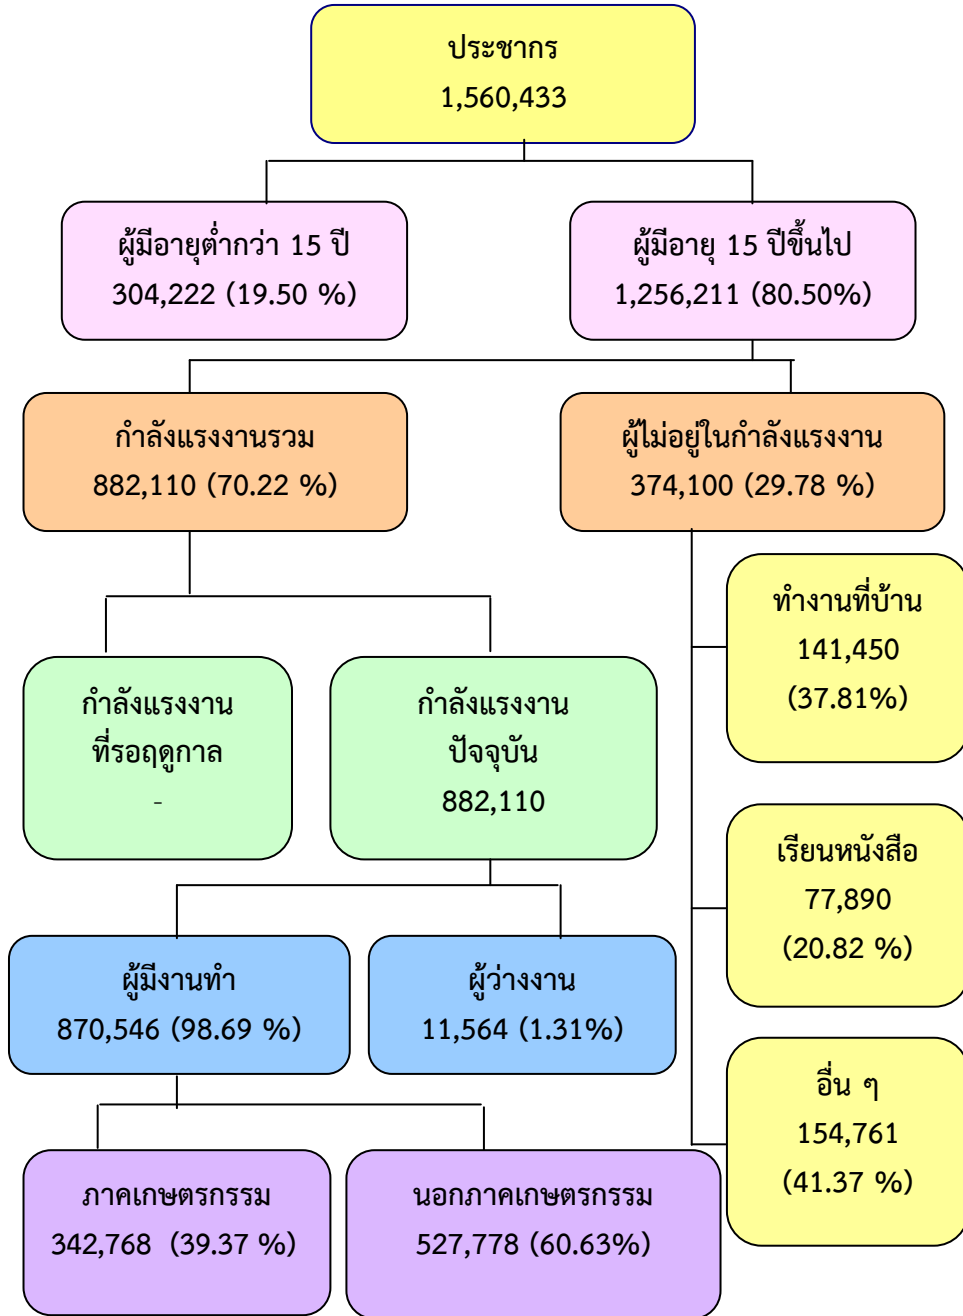 ประชากร
1,560,433
ผู้มีอายุต่ำกว่า 15 ปี
304,222 (19.50 %)
ผู้มีอายุ 15 ปีขึ้นไป
1,256,211 (80.50%)
กำลังแรงงานรวม
882,110 (70.22 %)
ผู้ไม่อยู่ในกำลังแรงงาน
374,100 (29.78 %)
ทำงานที่บ้าน
141,450
(37.81%)
กำลังแรงงาน
ที่รอฤดูกาล
-
กำลังแรงงาน
ปัจจุบัน
882,110
เรียนหนังสือ
77,890
(20.82 %)
ผู้มีงานทำ
870,546 (98.69 %)
ผู้ว่างงาน
11,564 (1.31%)
อื่น ๆ
154,761
(41.37 %)
ภาคเกษตรกรรม
342,768 (39.37 %)
นอกภาคเกษตรกรรม
527,778 (60.63%)